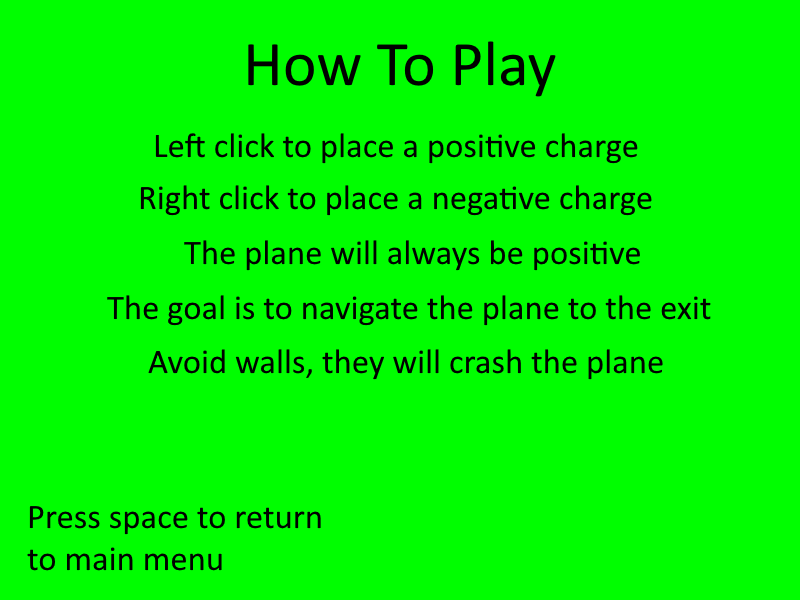 How To Play
Left click to place a positive charge
Right click to place a negative charge
The plane will always be positive
The goal is to navigate the plane to the exit
Avoid walls, they will crash the plane
Press space to return
to main menu